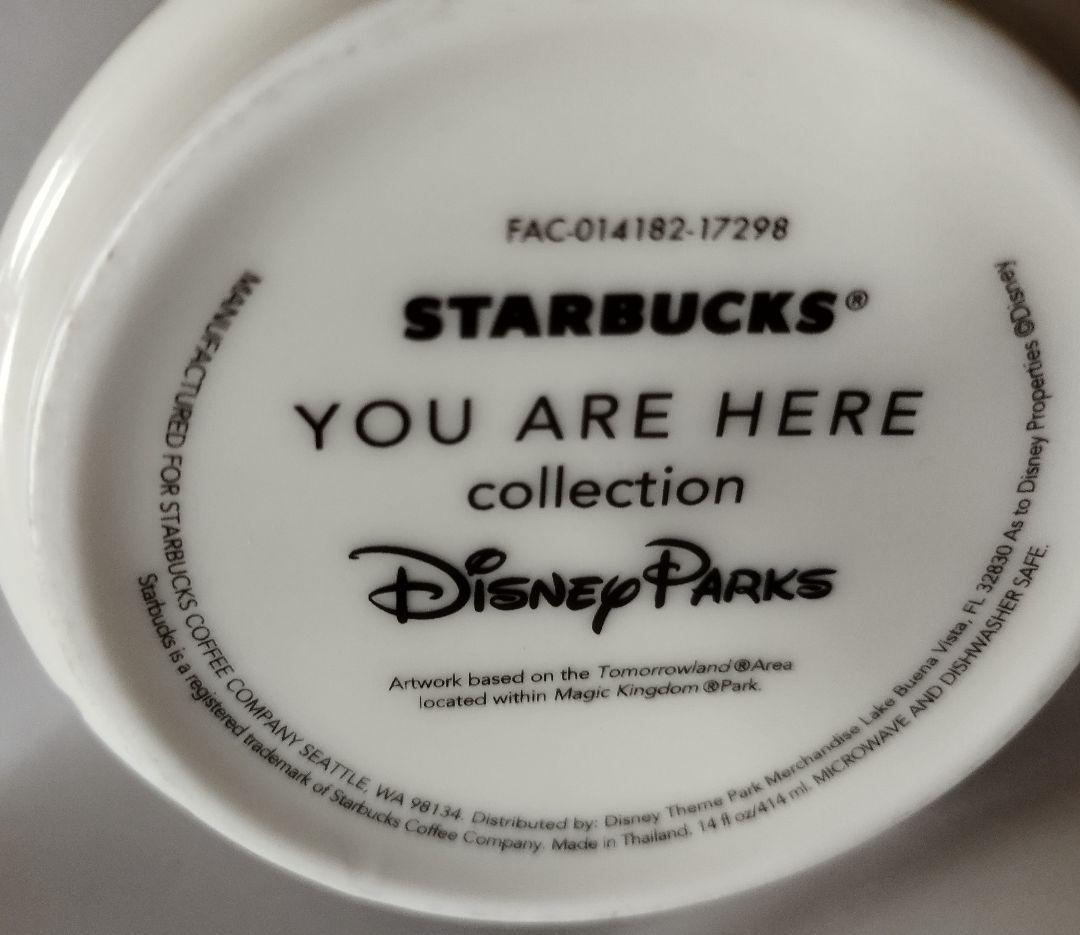 FAC-014182-17298
STARBUCKS®
YOU ARE HERE
collection
Disney Parks
Artwork based on the Tomorrowland®Area
located within Magic Kingdom®Park.
MANUFACTURED FOR STARBUCKS COFFEE COMPANY SEATTLE, WA 98134. Distributed by: Disney Theme Park Merchandise Lake Buena Vista, FL 32830 As to Disney Properties ©Disney
Starbucks is a registered trademark of Starbucks Coffee Company. Made in Thailand. 14 fl oz/414 ml. MICROWAVE AND DISHWASHER SAFE.